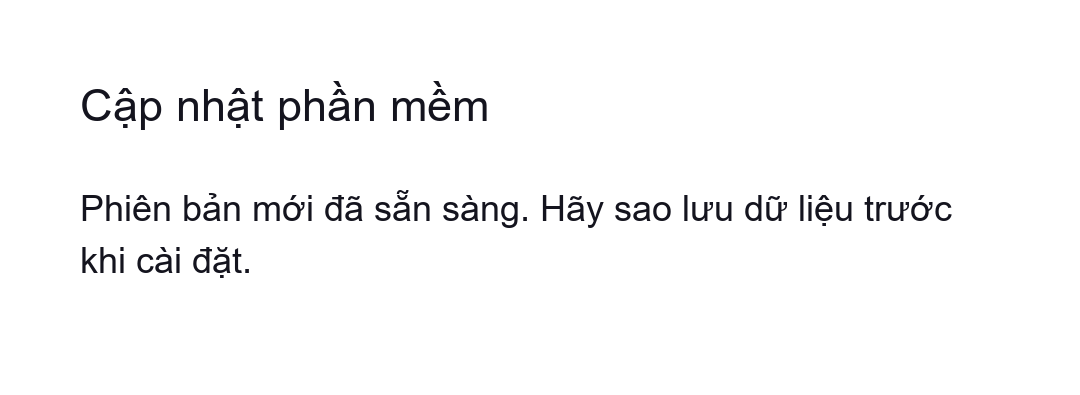 Cập nhật phần mềm
Phiên bản mới đã sẵn sàng. Hãy sao lưu dữ liệu trước
khi cài đặt.